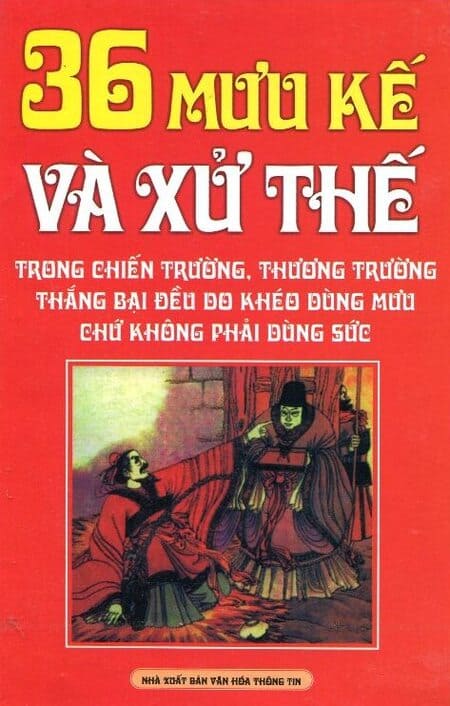 36 MƯU KẾ
VÀ XỬ THẾ
TRONG CHIẾN TRƯỜNG, THƯƠNG TRƯỜNG
THẮNG BẠI ĐỀU DO KHÉO DÙNG MƯU
CHỨ KHÔNG PHẢI DÙNG SỨC
NHÀ XUẤT BẢN VĂN HÓA THÔNG TIN